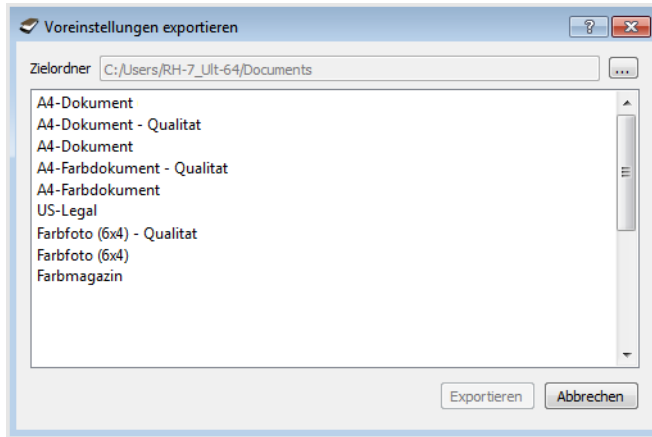 Voreinstellungen exportieren
Zielordner C:/Users/RH-7_Ult-64/Documents ...
A4-Dokument
A4-Dokument - Qualitat
A4-Dokument
A4-Farbdokument - Qualitat
A4-Farbdokument
US-Legal
Farbfoto (6x4) - Qualitat
Farbfoto (6x4)
Farbmagazin
Exportieren Abbrechen